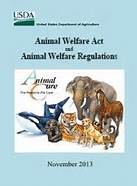 USDA
United States Department of Agriculture
Animal Welfare Act
and
Animal Welfare Regulations
Animal
Care
November 2013